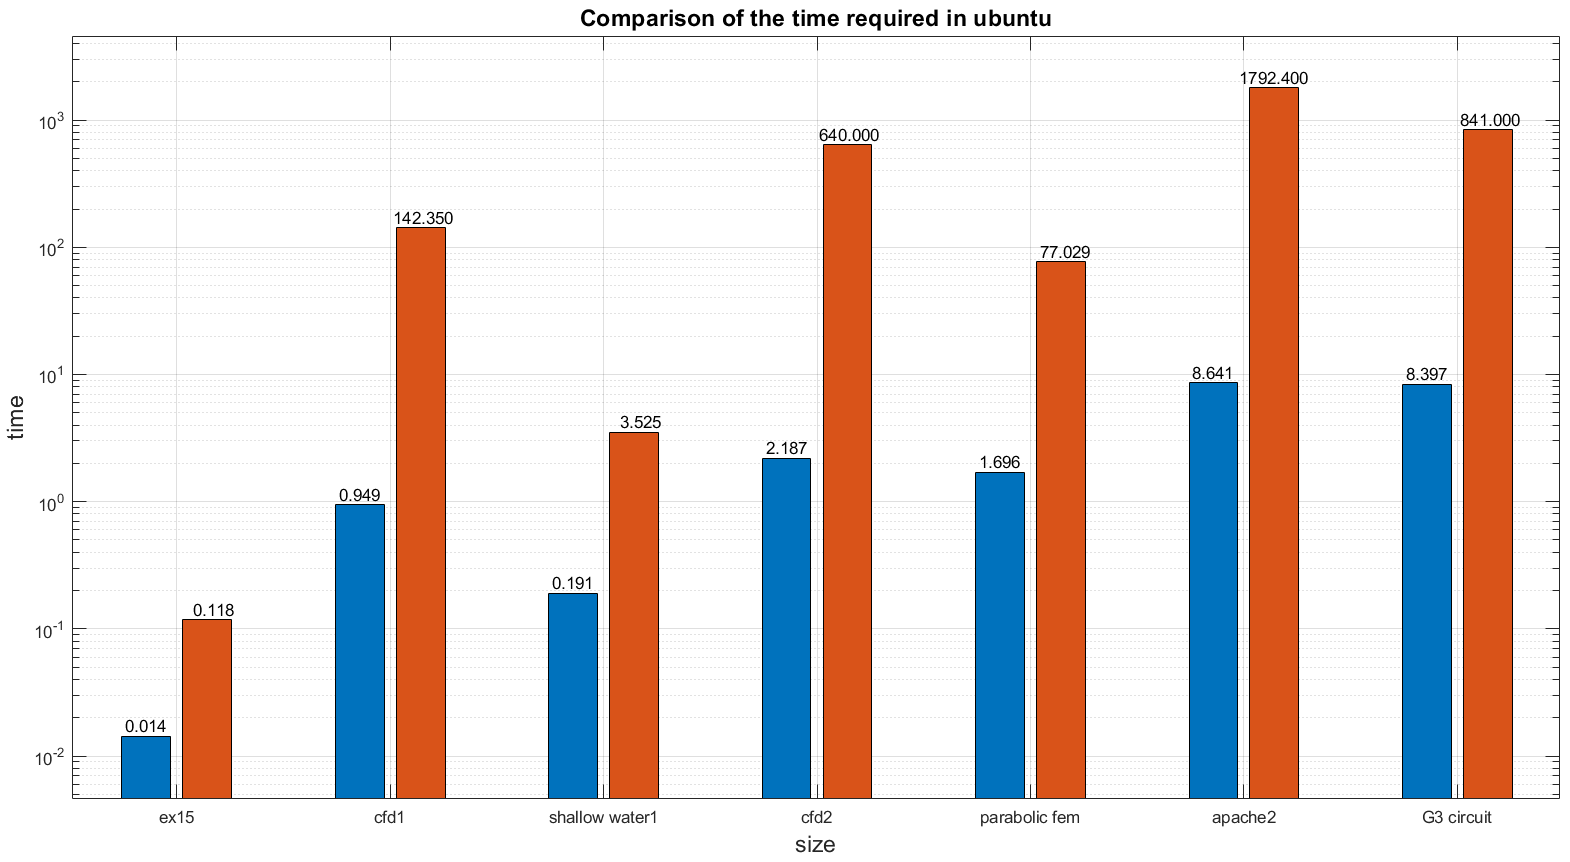 Comparison of the time required in ubuntu
time
10^3
10^2
10^1
10^0
10^-1
10^-2
0.014
0.118
0.949
142.350
0.191
3.525
2.187
640.000
1.696
77.029
8.641
1792.400
8.397
841.000
ex15
cfd1
shallow water1
cfd2
parabolic fem
apache2
G3 circuit
size